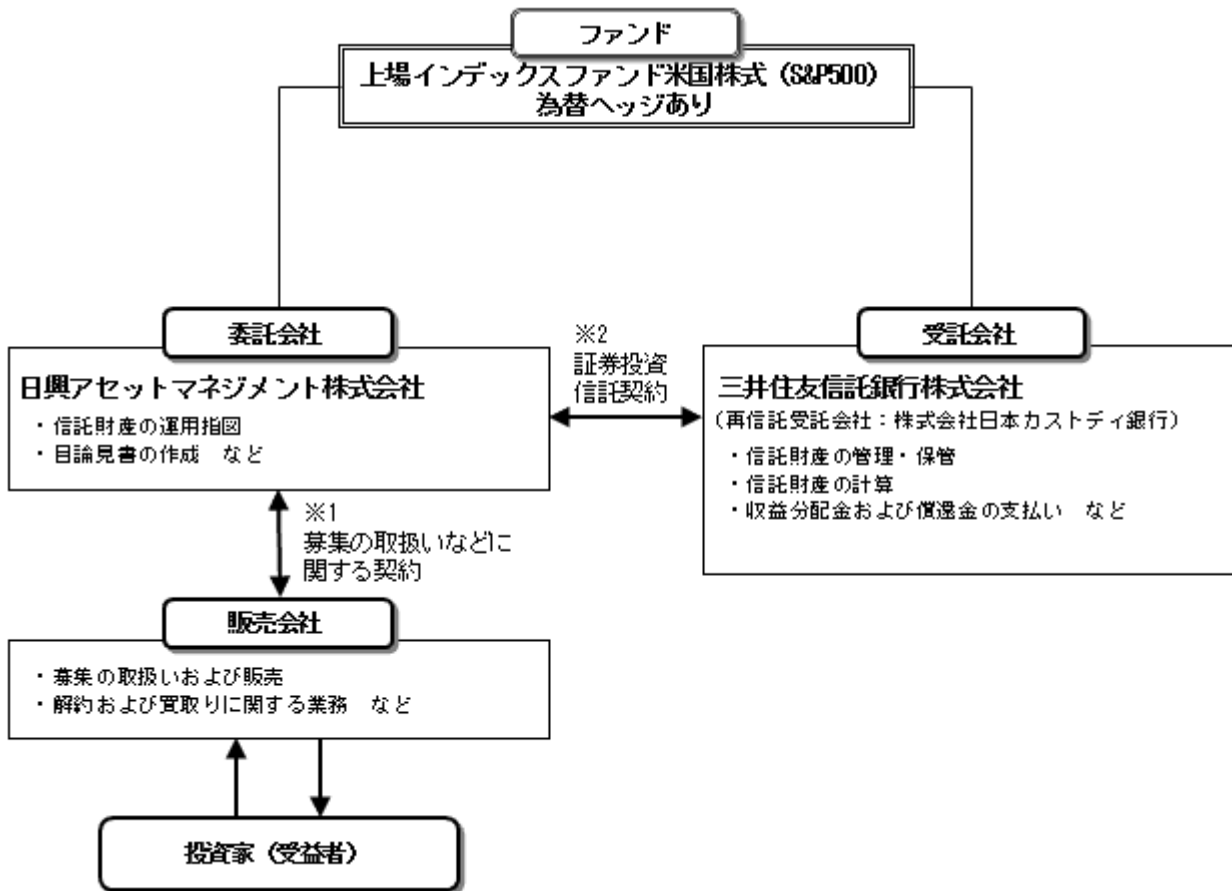 ファンド
上場インデックスファンド米国株式（S&P500）
為替ヘッジあり
委託会社
日興アセットマネジメント株式会社
・信託財産の運用指図
・目論見書の作成　など
※2
証券投資
信託契約
受託会社
三井住友信託銀行株式会社
（再信託受託会社：株式会社日本カストディ銀行）
・信託財産の管理・保管
・信託財産の計算
・収益分配金および償還金の支払い　など
※1
募集の取扱いなどに
関する契約
販売会社
・募集の取扱いおよび販売
・解約および買取りに関する業務　など
投資家（受益者）